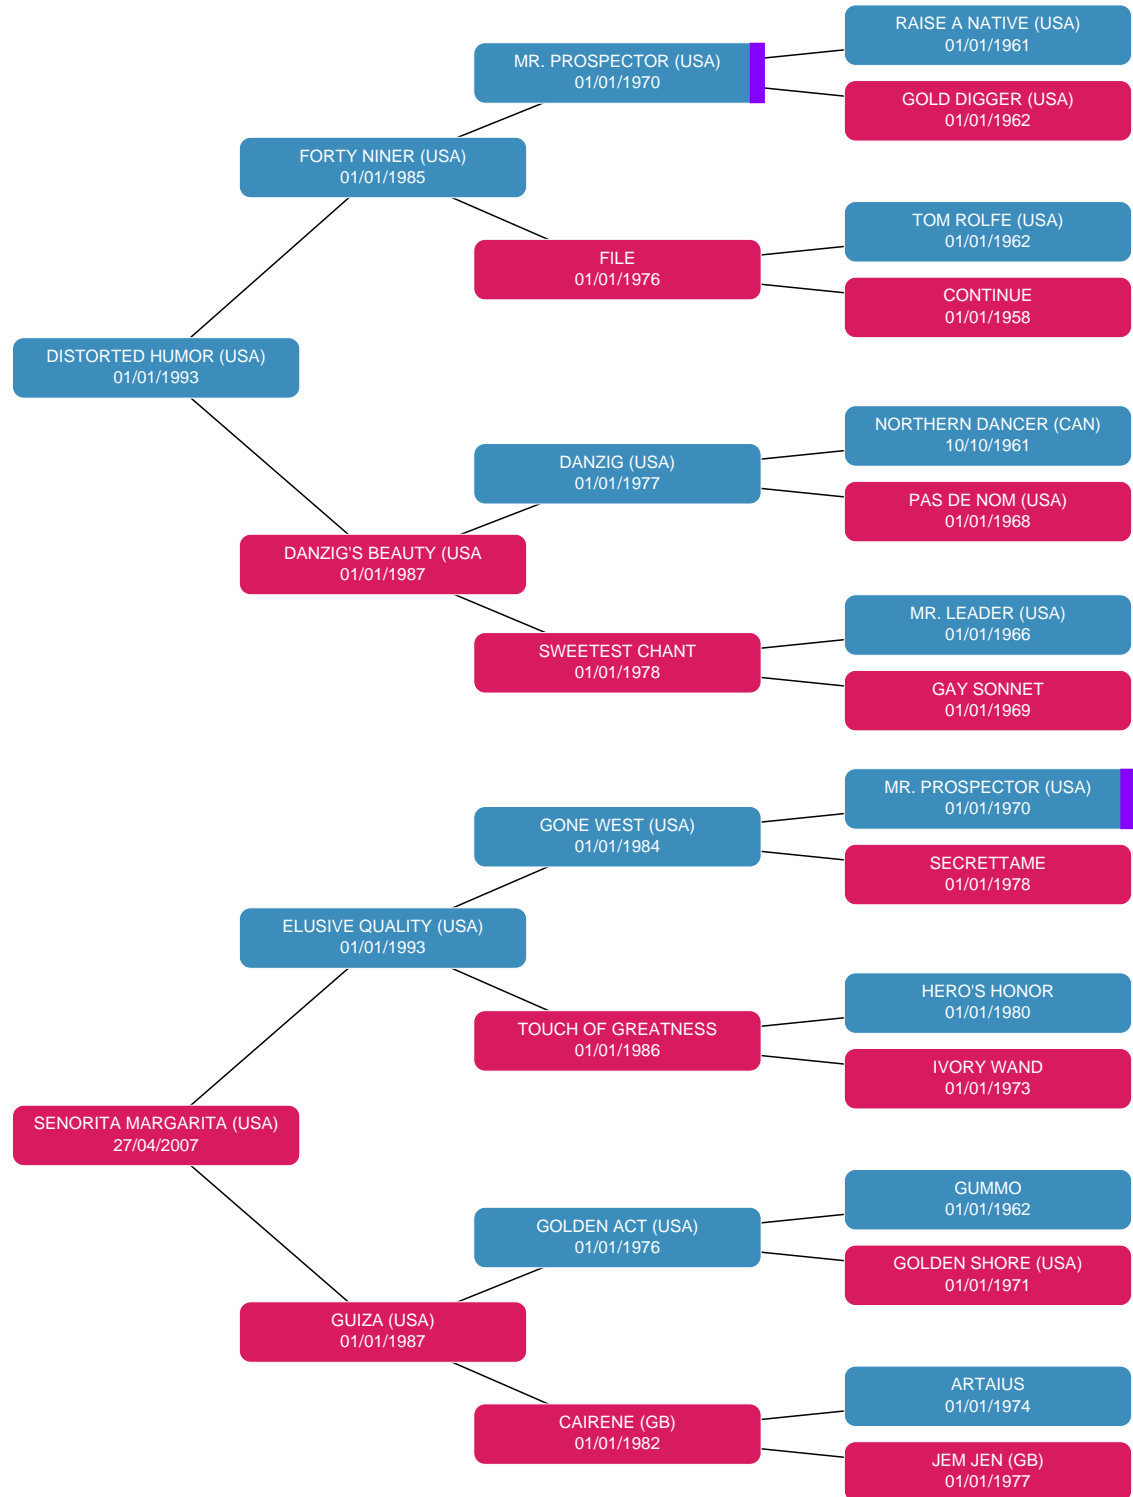 RAISE A NATIVE (USA)
01/01/1961
MR. PROSPECTOR (USA)
01/01/1970
GOLD DIGGER (USA)
01/01/1962
FORTY NINER (USA)
01/01/1985
TOM ROLFE (USA)
01/01/1962
FILE
01/01/1976
CONTINUE
01/01/1958
DISTORTED HUMOR (USA)
01/01/1993
NORTHERN DANCER (CAN)
10/10/1961
DANZIG (USA)
01/01/1977
PAS DE NOM (USA)
01/01/1968
DANZIG'S BEAUTY (USA
01/01/1987
MR. LEADER (USA)
01/01/1966
SWEETEST CHANT
01/01/1978
GAY SONNET
01/01/1969
MR. PROSPECTOR (USA)
01/01/1970
GONE WEST (USA)
01/01/1984
SECRETTAME
01/01/1978
ELUSIVE QUALITY (USA)
01/01/1993
HERO'S HONOR
01/01/1980
TOUCH OF GREATNESS
01/01/1986
IVORY WAND
01/01/1973
SENORITA MARGARITA (USA)
27/04/2007
GUMMO
01/01/1962
GOLDEN ACT (USA)
01/01/1976
GOLDEN SHORE (USA)
01/01/1971
GUIZA (USA)
01/01/1987
ARTAIUS
01/01/1974
CAIRENE (GB)
01/01/1982
JEM JEN (GB)
01/01/1977